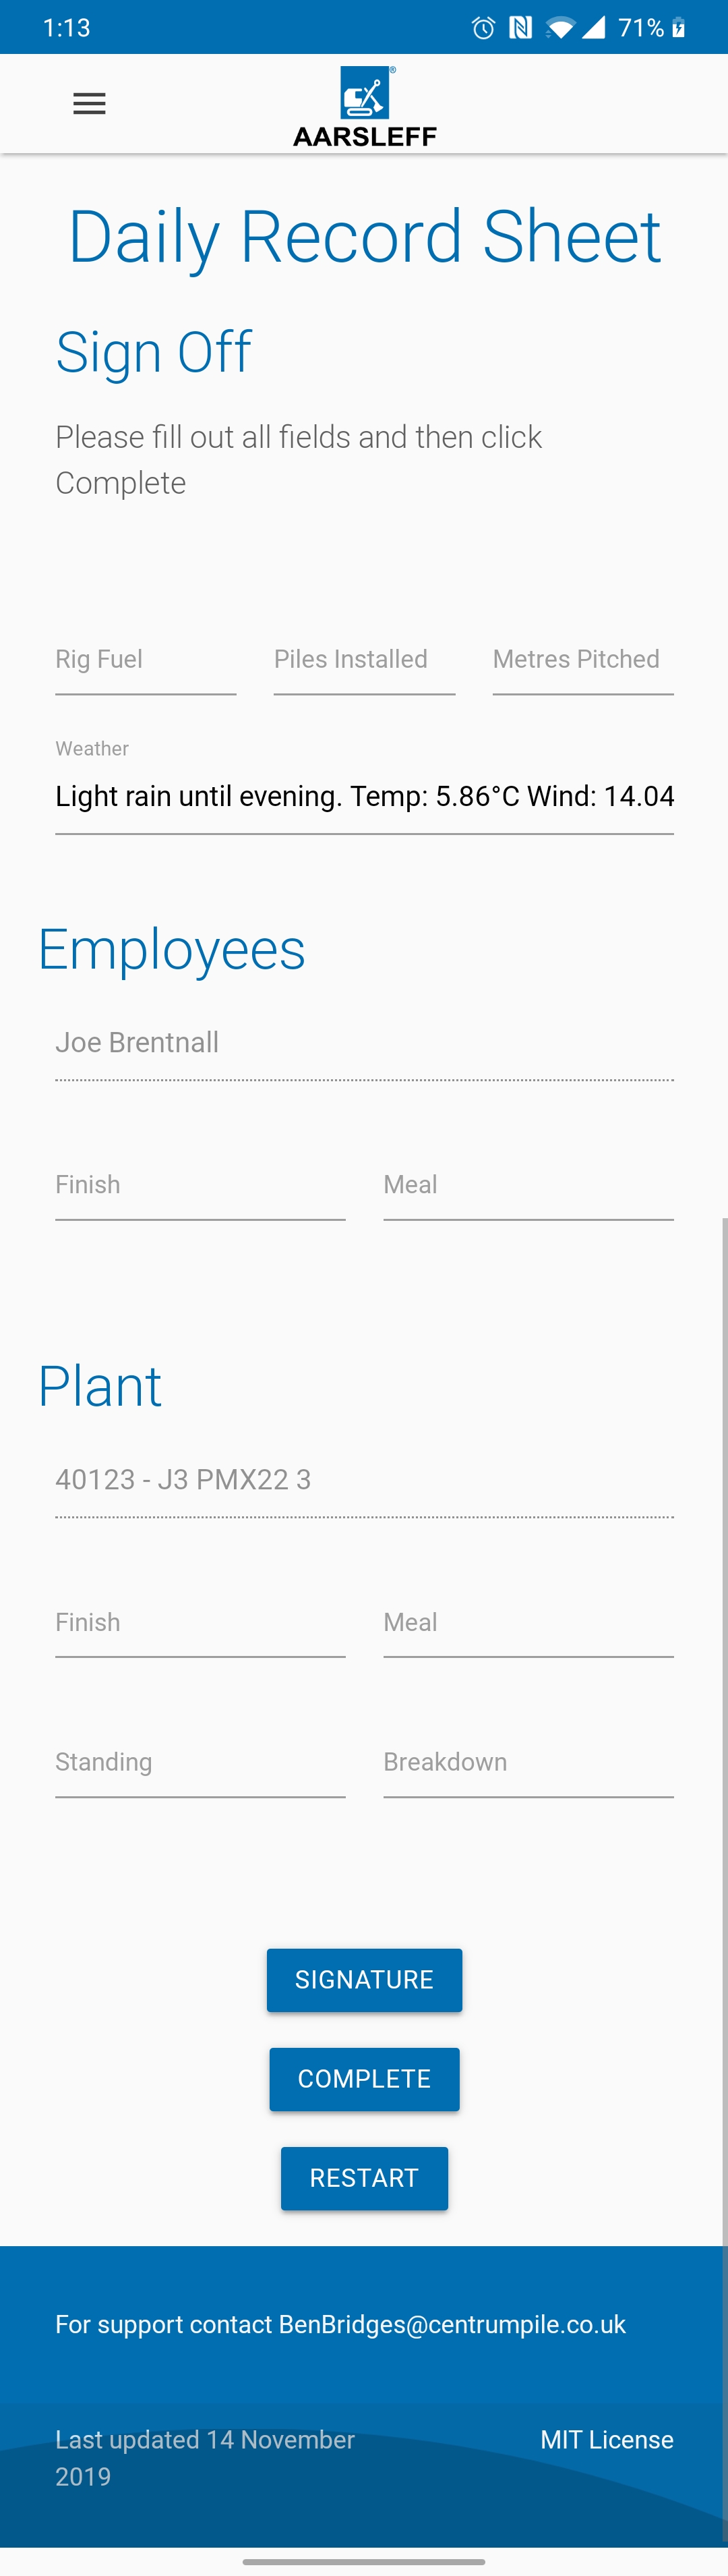 1:13
71%
AARSLEFF
®
Daily Record Sheet
Sign Off
Please fill out all fields and then click
Complete
Rig Fuel
Piles Installed
Metres Pitched
Weather
Light rain until evening. Temp: 5.86°C Wind: 14.04
Employees
Joe Brentnall
Finish
Meal
Plant
40123 - J3 PMX22 3
Finish
Meal
Standing
Breakdown
SIGNATURE
COMPLETE
RESTART
For support contact BenBridges@centrumpile.co.uk
Last updated 14 November
2019
MIT License